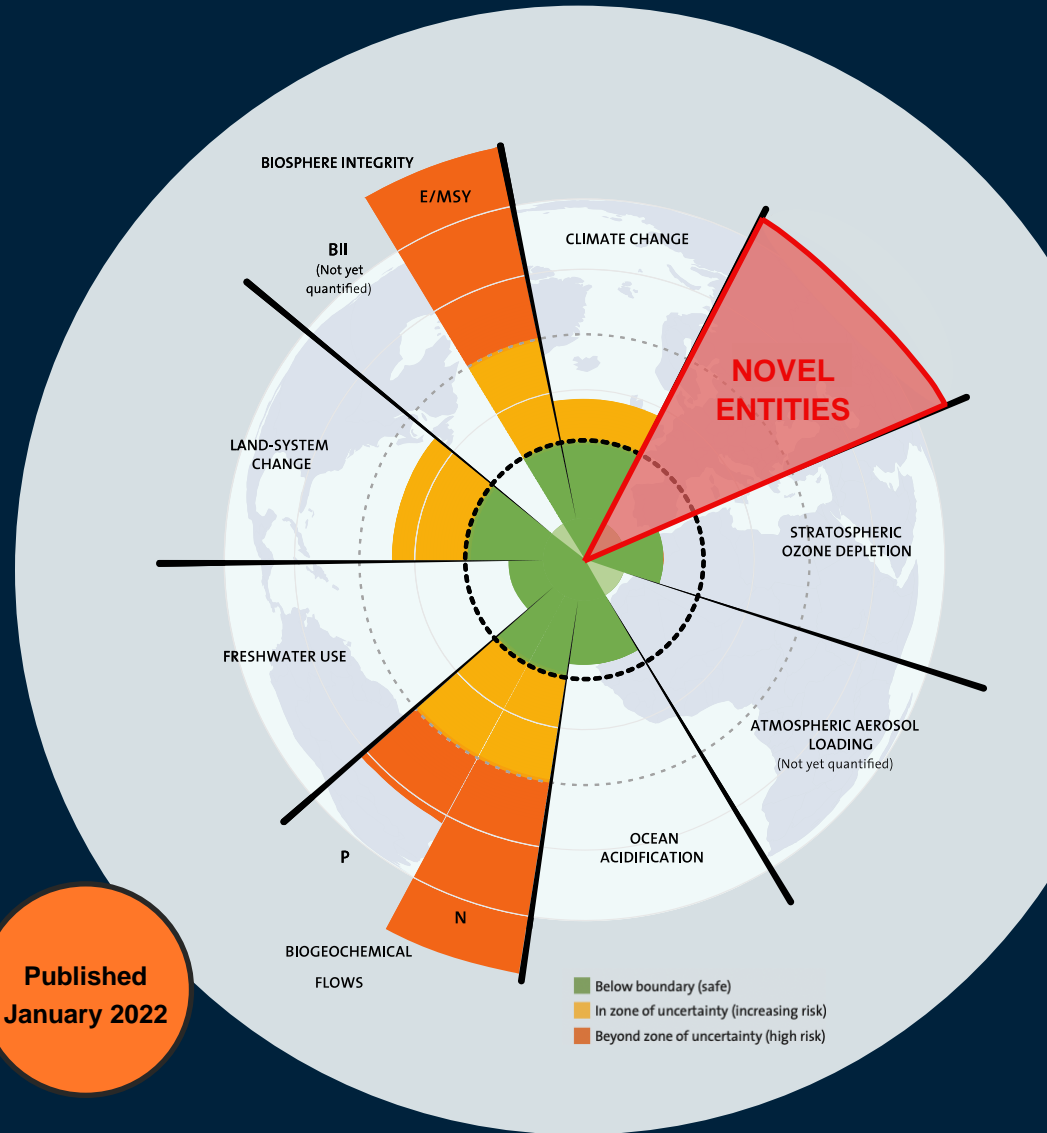 BIOSPHERE INTEGRITY
E/MSY
BII
(Not yet
quantified)
CLIMATE CHANGE
NOVEL
ENTITIES
LAND-SYSTEM
CHANGE
STRATOSPHERIC
OZONE DEPLETION
FRESHWATER USE
ATMOSPHERIC AEROSOL
LOADING
(Not yet quantified)
OCEAN
ACIDIFICATION
P
N
BIOGEOCHEMICAL
FLOWS
Published
January 2022
Below boundary (safe)
In zone of uncertainty (increasing risk)
Beyond zone of uncertainty (high risk)